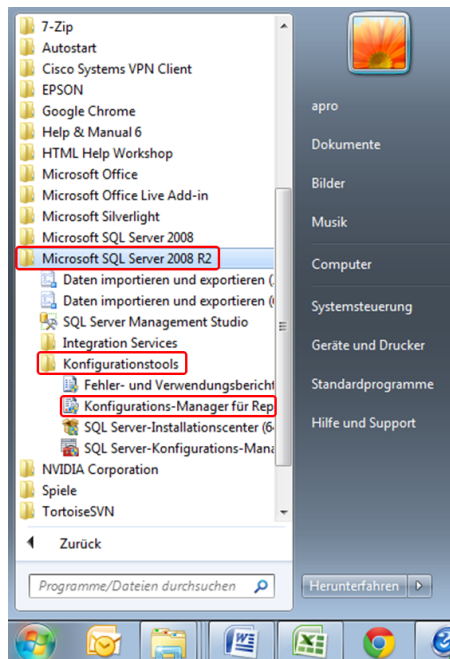 7-Zip
Autostart
Cisco Systems VPN Client
EPSON
Google Chrome
Help & Manual 6
HTML Help Workshop
Microsoft Office
Microsoft Office Live Add-in
Microsoft Silverlight
Microsoft SQL Server 2008
Microsoft SQL Server 2008 R2
Daten importieren und exportieren (
Daten importieren und exportieren (
SQL Server Management Studio
Integration Services
Konfigurationstools
Fehler- und Verwendungsbericht
Konfigurations-Manager für Rep
SQL Server-Installationscenter (6
SQL Server-Konfigurations-Mana
NVIDIA Corporation
Spiele
TortoiseSVN
Zurück
Programme/Dateien durchsuchen
apro
Dokumente
Bilder
Musik
Computer
Systemsteuerung
Geräte und Drucker
Standardprogramme
Hilfe und Support
Herunterfahren